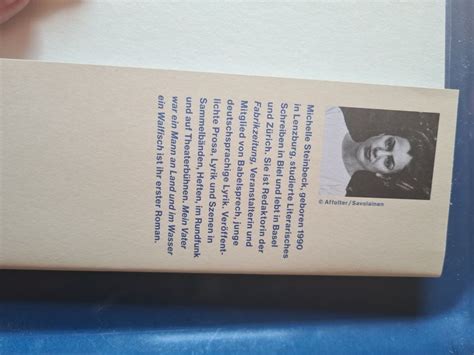 © Affolter/Savolainen
Michelle Steinbeck, geboren 1990
in Lenzburg, studierte Literarisches
Schreiben in Biel und lebt in Basel
und Zürich. Sie ist Redaktorin der
Fabrikzeitung, Veranstalterin und
Mitglied von Babelsprech, junge
deutschsprachige Lyrik. Veröffent-
lichte Prosa, Lyrik und Szenen in
Sammelbänden, Heften, im Rundfunk
und auf Theaterbühnen. Mein Vater
war ein Mann an Land und im Wasser
ein Walfisch ist ihr erster Roman.